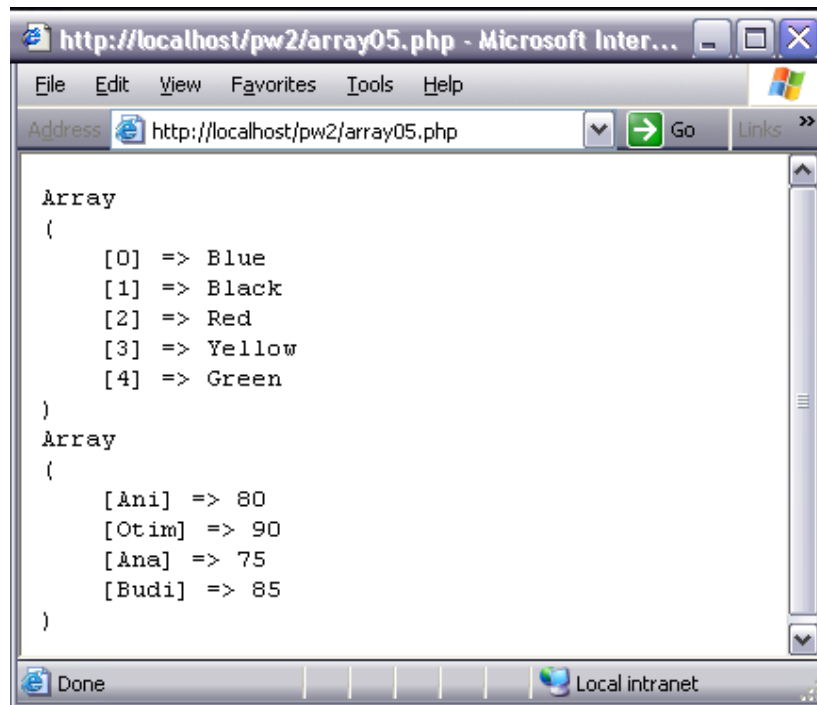 http://localhost/pw2/array05.php - Microsoft Inter...
File Edit View Favorites Tools Help
Address http://localhost/pw2/array05.php Go Links »
Array
(
[0] => Blue
[1] => Black
[2] => Red
[3] => Yellow
[4] => Green
)
Array
(
[Ani] => 80
[Otim] => 90
[Ana] => 75
[Budi] => 85
)
Done Local intranet